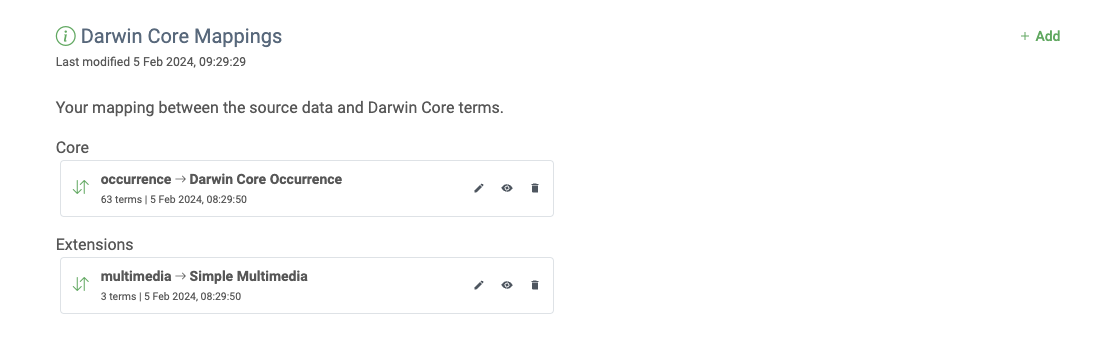 Darwin Core Mappings
+ Add
Last modified 5 Feb 2024, 09:29:29
Your mapping between the source data and Darwin Core terms.
Core
occurrence → Darwin Core Occurrence
63 terms | 5 Feb 2024, 08:29:50
Extensions
multimedia → Simple Multimedia
3 terms | 5 Feb 2024, 08:29:50